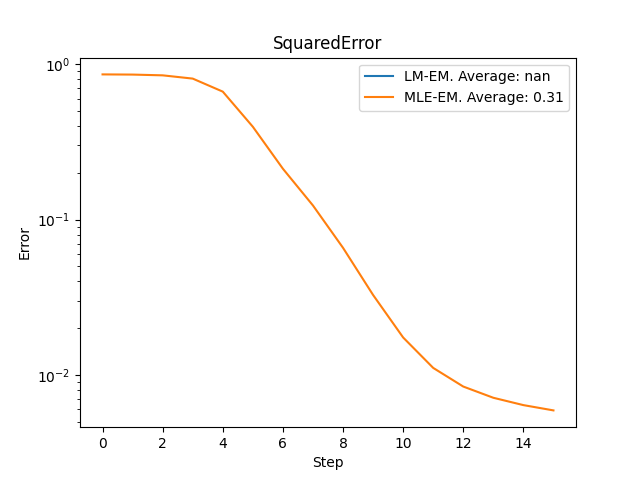 SquaredError
LM-EM. Average: nan
MLE-EM. Average: 0.31
10⁰
10⁻¹
10⁻²
Error
0 2 4 6 8 10 12 14
Step